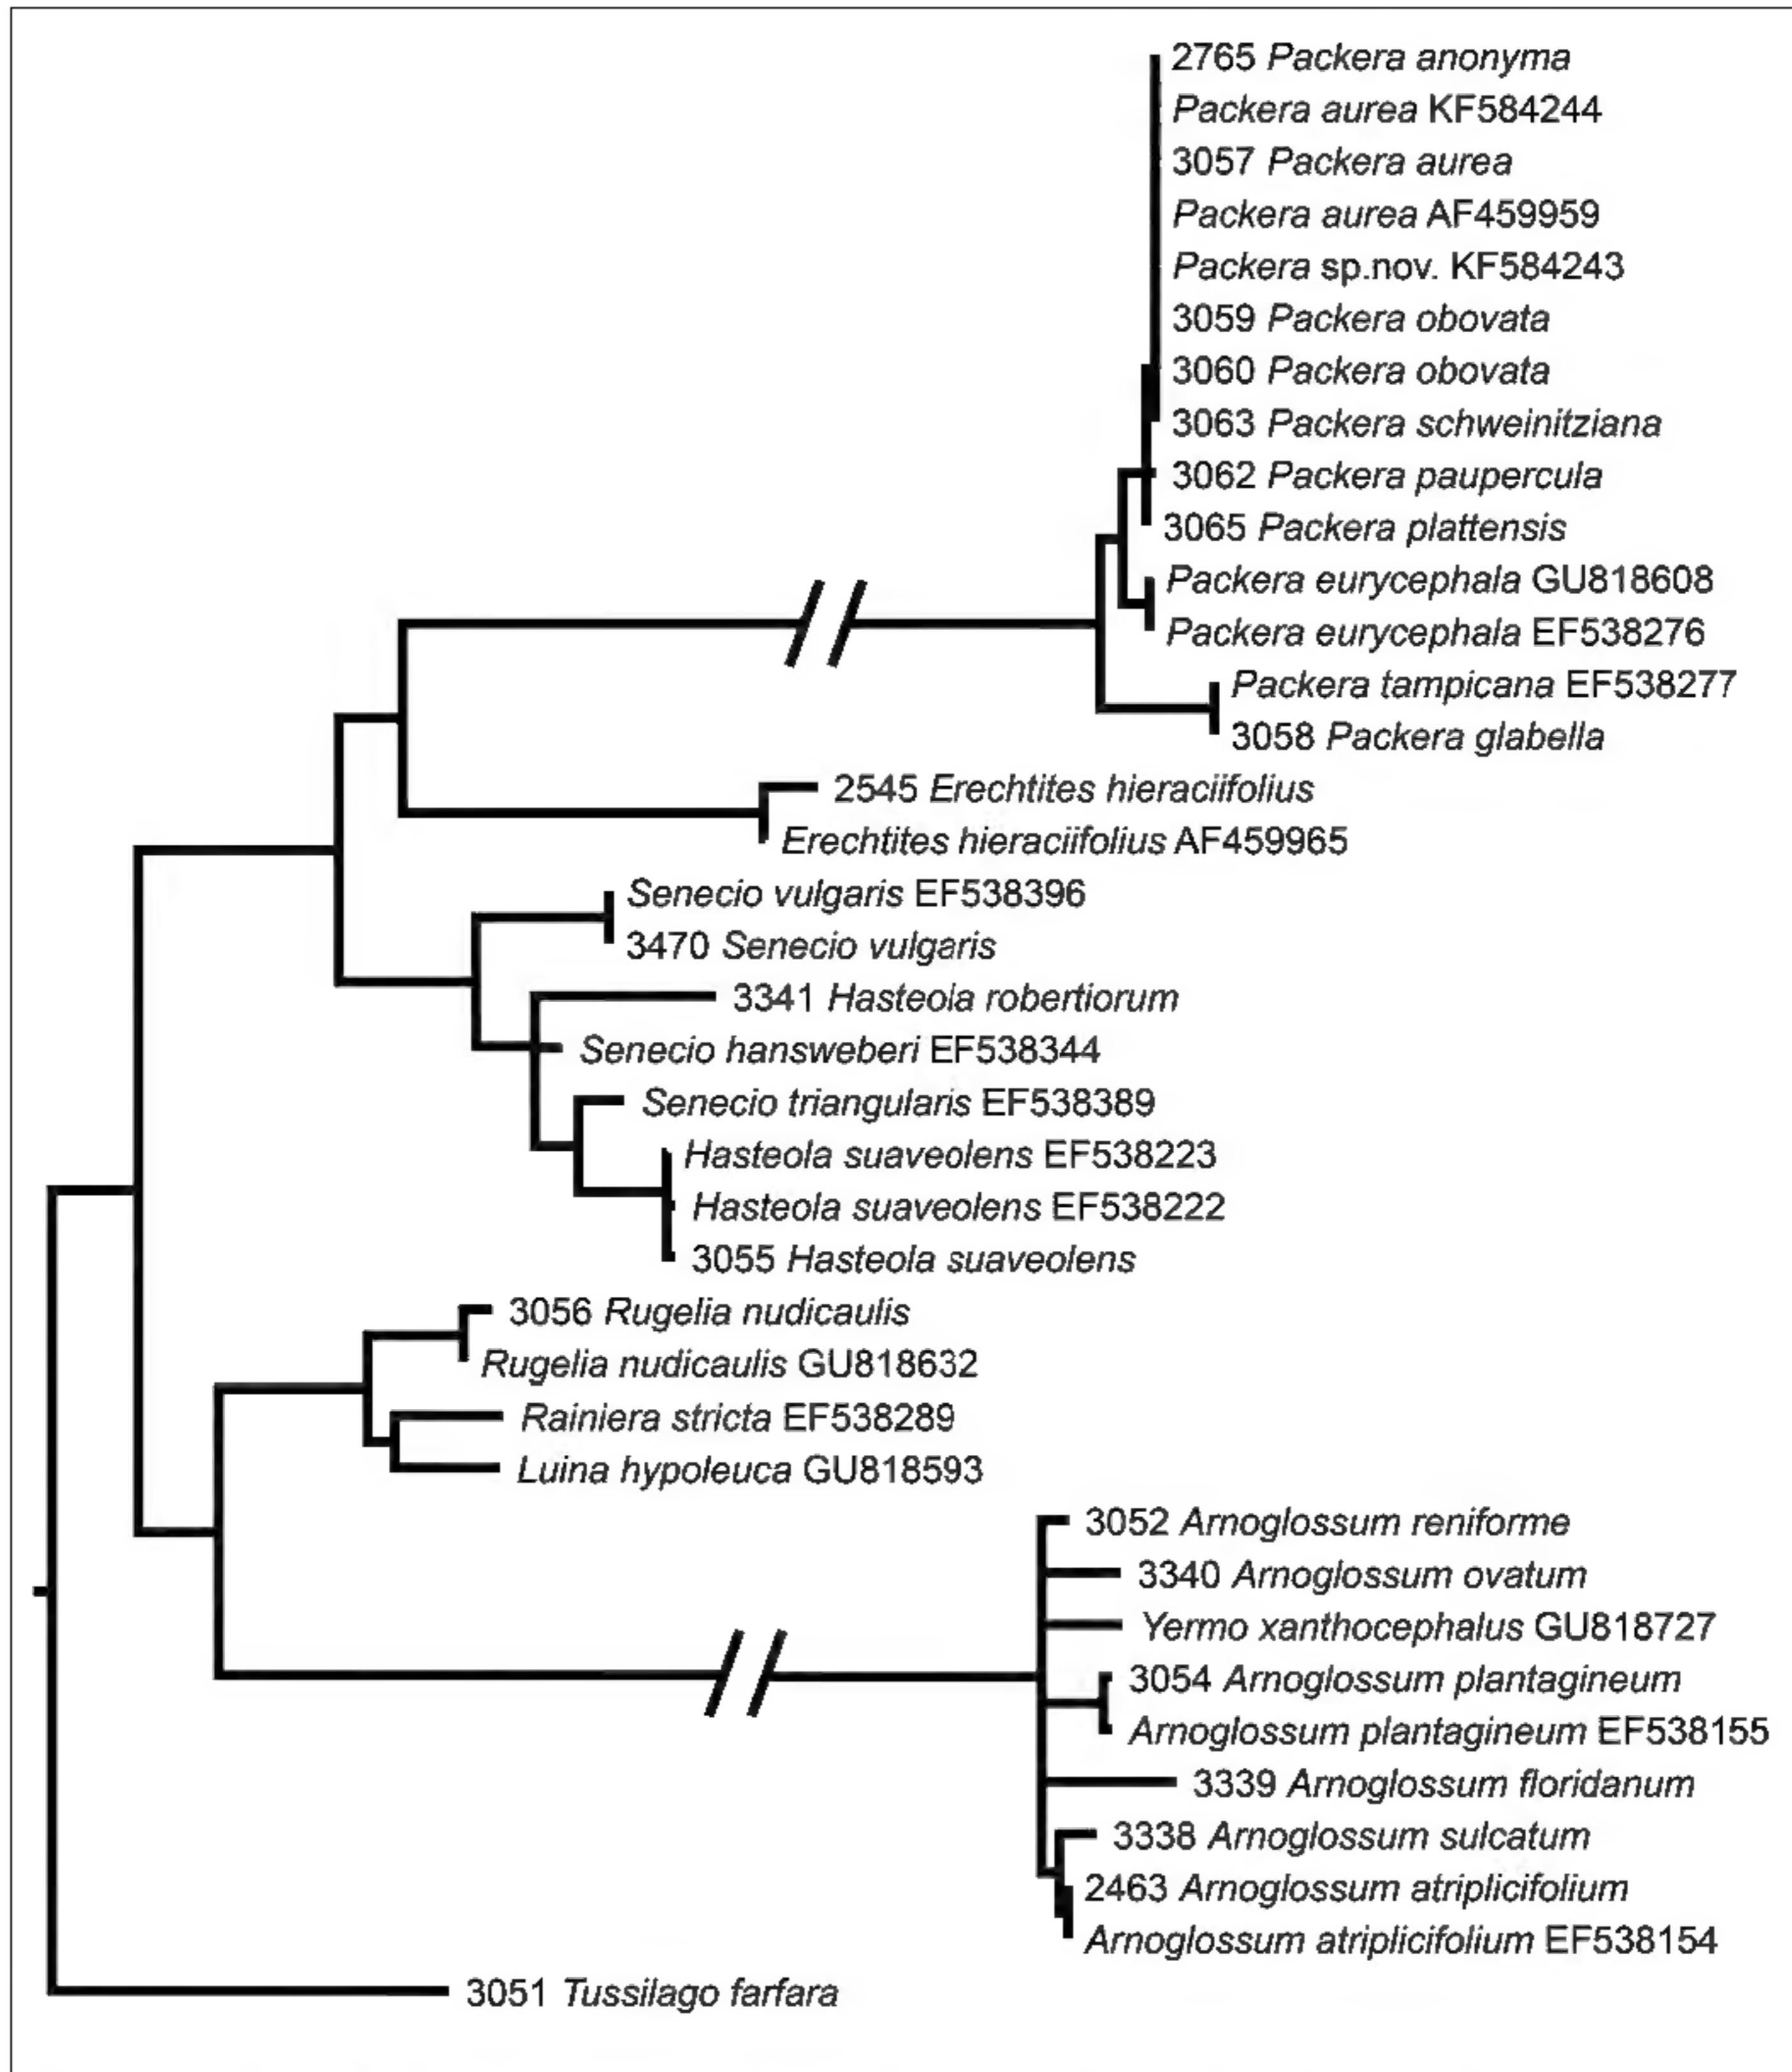 2765 Packera anonyma
Packera aurea KF584244
3057 Packera aurea
Packera aurea AF459959
Packera sp.nov. KF584243
3059 Packera obovata
3060 Packera obovata
3063 Packera schweinitziana
3062 Packera paupercula
3065 Packera plattensis
Packera eurycephala GU818608
Packera eurycephala EF538276
Packera tampicana EF538277
3058 Packera glabella
2545 Erechtites hieraciifolius
Erechtites hieraciifolius AF459965
Senecio vulgaris EF538396
3470 Senecio vulgaris
3341 Hasteola robertiorum
Senecio hansweberi EF538344
Senecio triangularis EF538389
Hasteola suaveolens EF538223
Hasteola suaveolens EF538222
3055 Hasteola suaveolens
3056 Rugelia nudicaulis
Rugelia nudicaulis GU818632
Rainiera stricta EF538289
Luina hypoleuca GU818593
3052 Arnoglossum reniforme
3340 Arnoglossum ovatum
Yermo xanthocephalus GU818727
3054 Arnoglossum plantagineum
Arnoglossum plantagineum EF538155
3339 Arnoglossum floridanum
3338 Arnoglossum sulcatum
2463 Arnoglossum atriplicifolium
Arnoglossum atriplicifolium EF538154
3051 Tussilago farfara